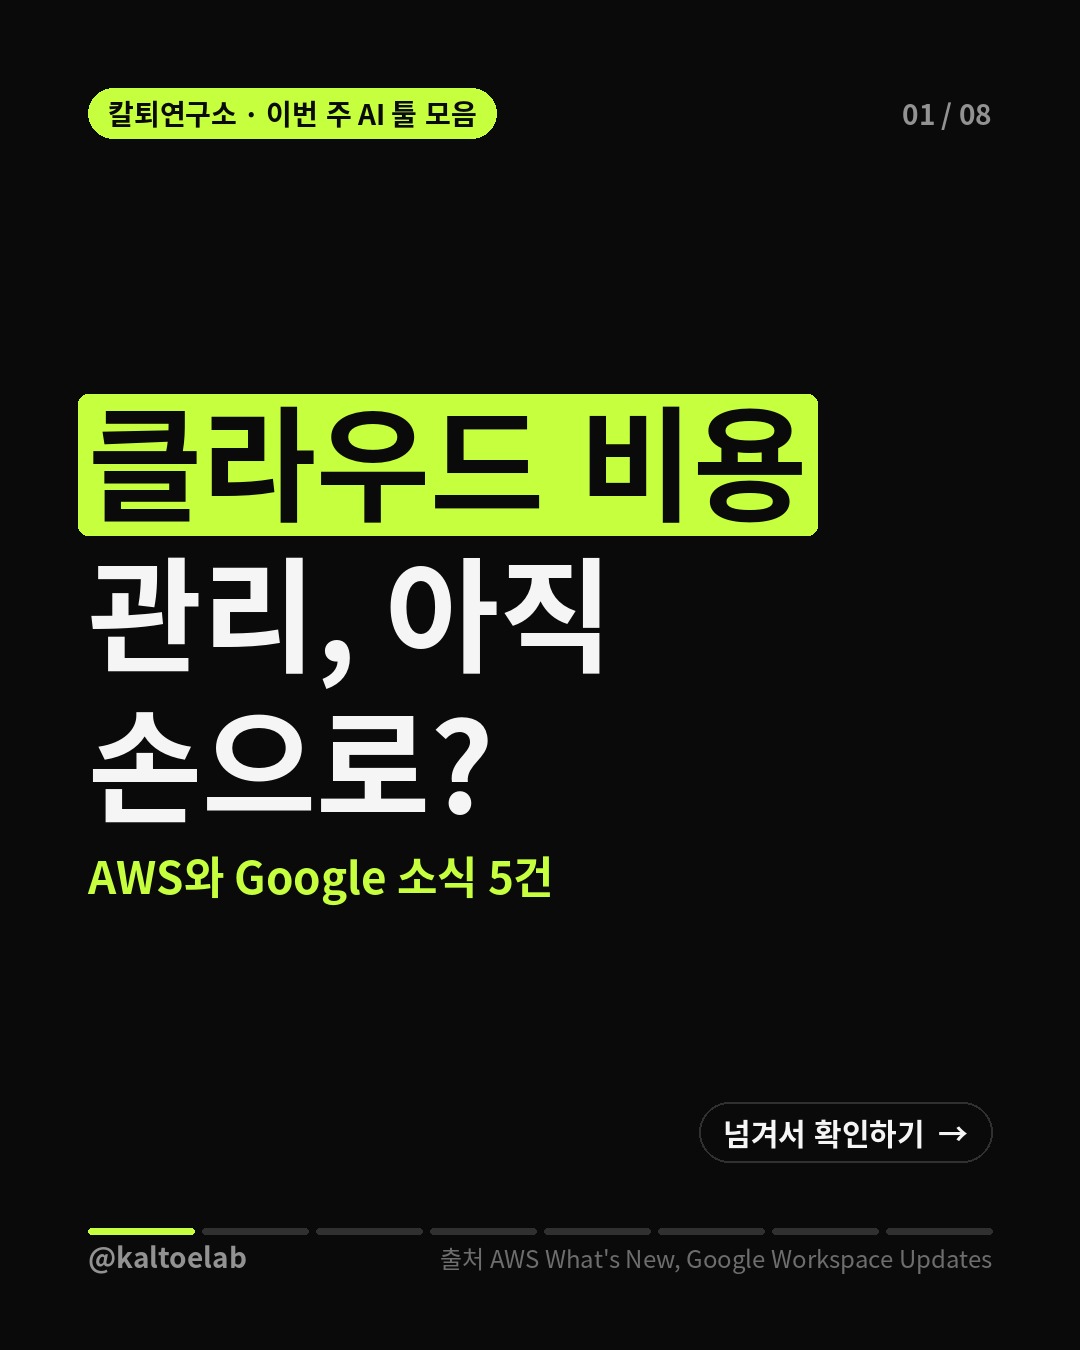 칼퇴연구소 · 이번 주 AI 툴 모음
01 / 08
클라우드 비용
관리, 아직
손으로?
AWS와 Google 소식 5건
넘겨서 확인하기 →
@kaltoelab
출처 AWS What's New, Google Workspace Updates